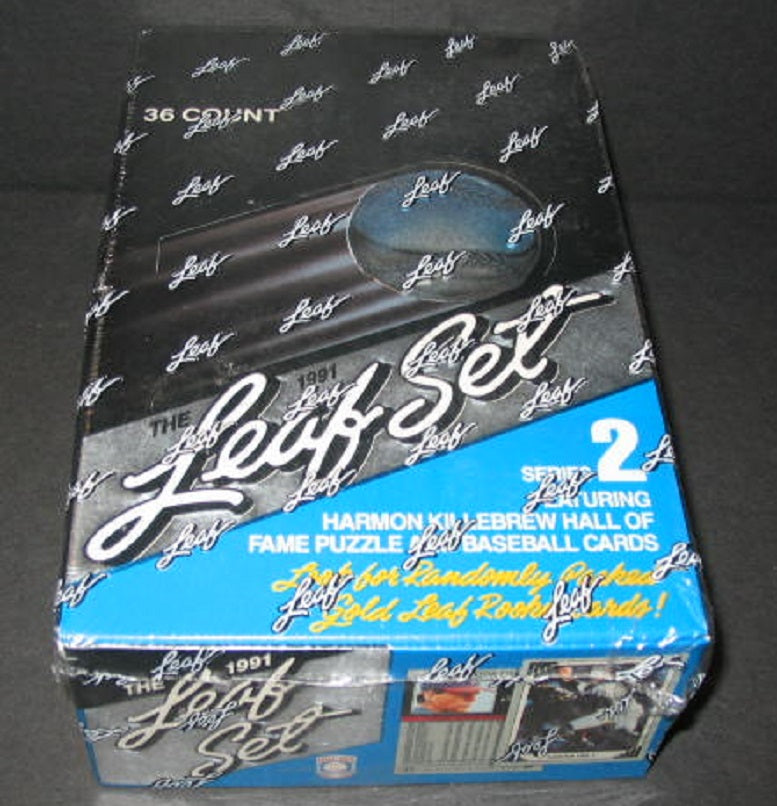 36 COUNT
THE 1991
Leaf Set
SERIES 2
FEATURING
HARMON KILLEBREW HALL OF
FAME PUZZLE AND BASEBALL CARDS
Look for Randomly Packed
Gold Leaf Rookie Cards!
THE 1991
Leaf
Set